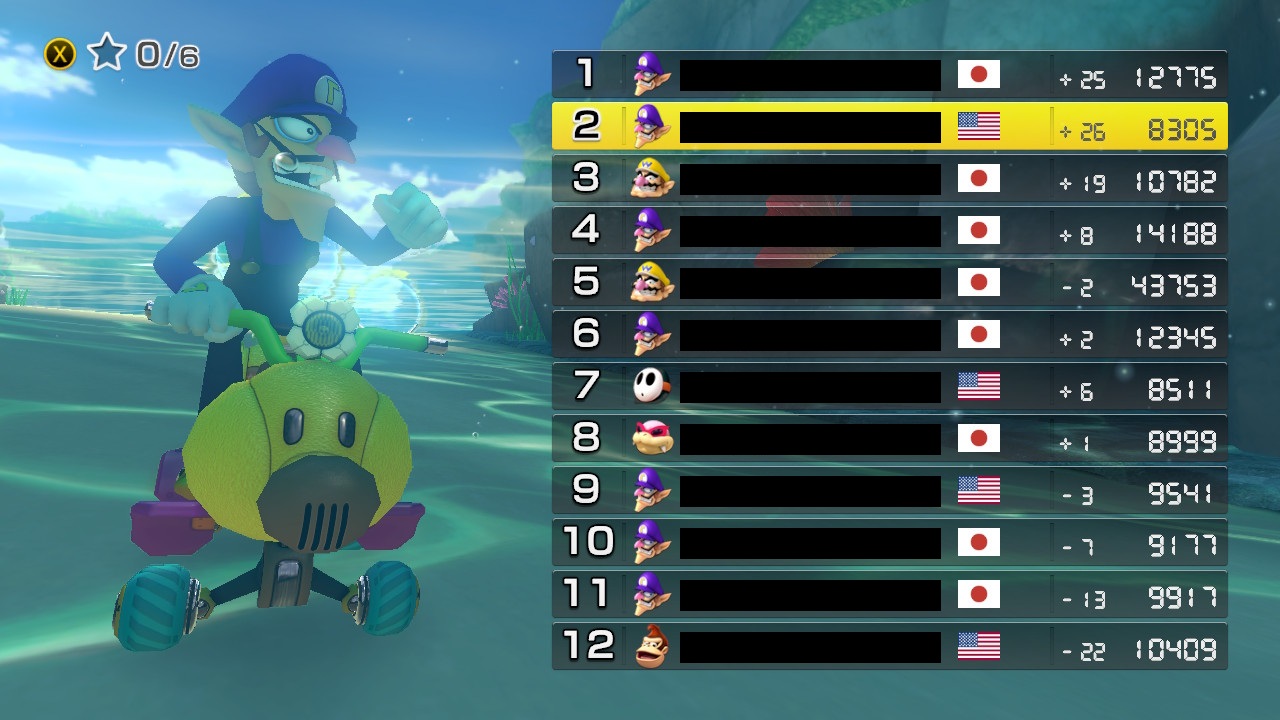 X 0/6
1 + 25 12775
2 + 26 8305
3 + 19 10782
4 + 8 14188
5 - 2 43753
6 + 2 12345
7 + 6 8511
8 + 1 8999
9 - 3 9541
10 - 7 9177
11 - 13 9917
12 - 22 10409